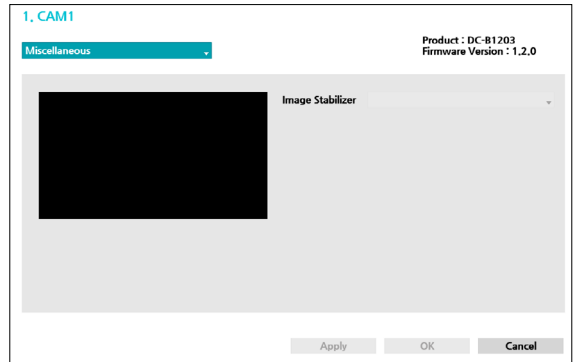 1. CAM1
Product : DC-B1203
Miscellaneous
Firmware Version : 1.2.0
Image Stabilizer
Apply
OK
Cancel